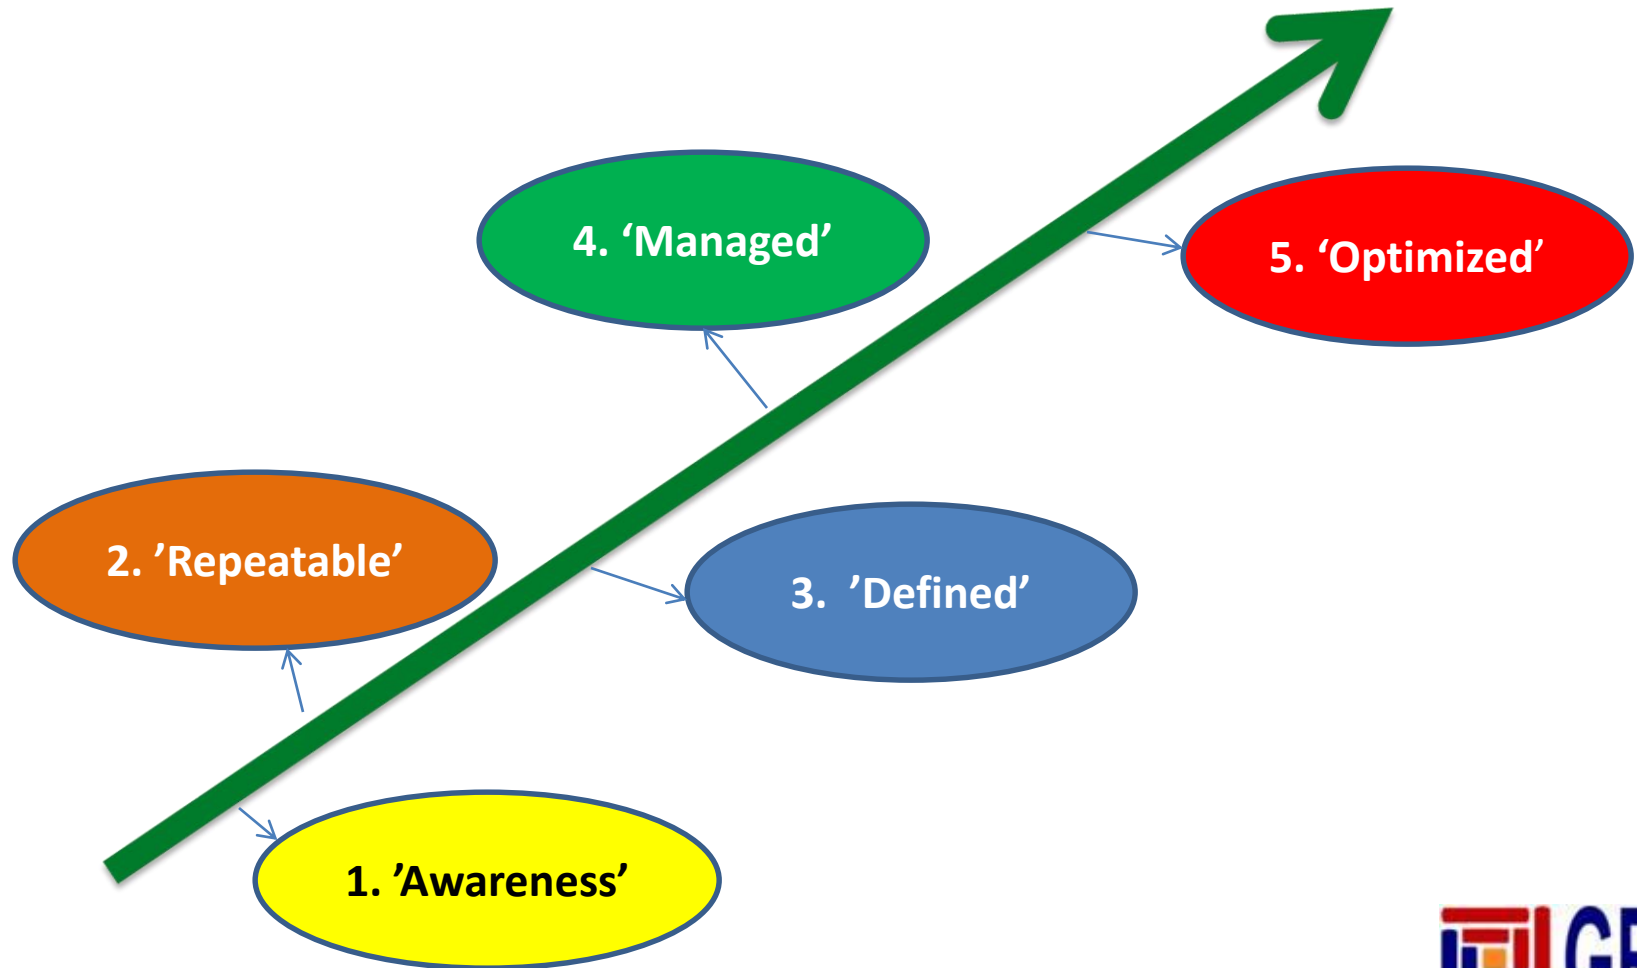 4. ‘Managed’
5. ‘Optimized’
2. ’Repeatable’
3. ’Defined’
1. ’Awareness’